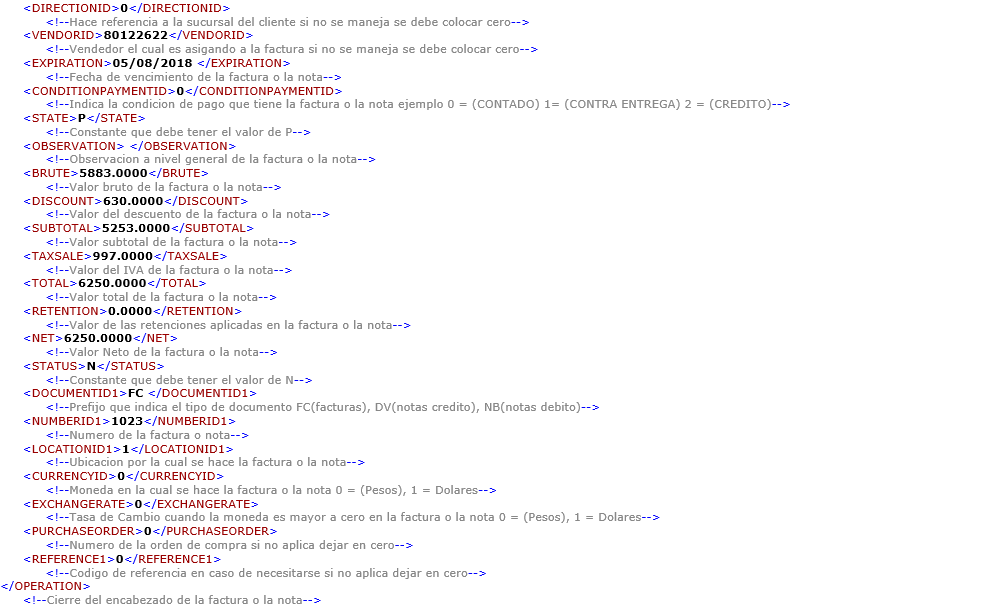 <DIRECTIONID>0</DIRECTIONID>
<!--Hace referencia a la sucursal del cliente si no se maneja se debe colocar cero-->
<VENDORID>80122622</VENDORID>
<!--Vendedor el cual es asigando a la factura si no se maneja se debe colocar cero-->
<EXPIRATION>05/08/2018 </EXPIRATION>
<!--Fecha de vencimiento de la factura o la nota-->
<CONDITIONPAYMENTID>0</CONDITIONPAYMENTID>
<!--Indica la condicion de pago que tiene la factura o la nota ejemplo 0 = (CONTADO) 1= (CONTRA ENTREGA) 2 = (CREDITO)-->
<STATE>P</STATE>
<!--Constante que debe tener el valor de P-->
<OBSERVATION> </OBSERVATION>
<!--Observacion a nivel general de la factura o la nota-->
<BRUTE>5883.0000</BRUTE>
<!--Valor bruto de la factura o la nota-->
<DISCOUNT>630.0000</DISCOUNT>
<!--Valor del descuento de la factura o la nota-->
<SUBTOTAL>5253.0000</SUBTOTAL>
<!--Valor subtotal de la factura o la nota-->
<TAXSALE>997.0000</TAXSALE>
<!--Valor del IVA de la factura o la nota-->
<TOTAL>6250.0000</TOTAL>
<!--Valor total de la factura o la nota-->
<RETENTION>0.0000</RETENTION>
<!--Valor de las retenciones aplicadas en la factura o la nota-->
<NET>6250.0000</NET>
<!--Valor Neto de la factura o la nota-->
<STATUS>N</STATUS>
<!--Constante que debe tener el valor de N-->
<DOCUMENTID1>FC </DOCUMENTID1>
<!--Prefijo que indica el tipo de documento FC(facturas), DV(notas credito), NB(notas debito)-->
<NUMBERID1>1023</NUMBERID1>
<!--Numero de la factura o nota-->
<LOCATIONID1>1</LOCATIONID1>
<!--Ubicacion por la cual se hace la factura o la nota-->
<CURRENCYID>0</CURRENCYID>
<!--Moneda en la cual se hace la factura o la nota 0 = (Pesos), 1 = Dolares-->
<EXCHANGERATE>0</EXCHANGERATE>
<!--Tasa de Cambio cuando la moneda es mayor a cero en la factura o la nota 0 = (Pesos), 1 = Dolares-->
<PURCHASEORDER>0</PURCHASEORDER>
<!--Numero de la orden de compra si no aplica dejar en cero-->
<REFERENCE1>0</REFERENCE1>
<!--Codigo de referencia en caso de necesitarse si no aplica dejar en cero-->
</OPERATION>
<!--Cierre del encabezado de la factura o la nota-->